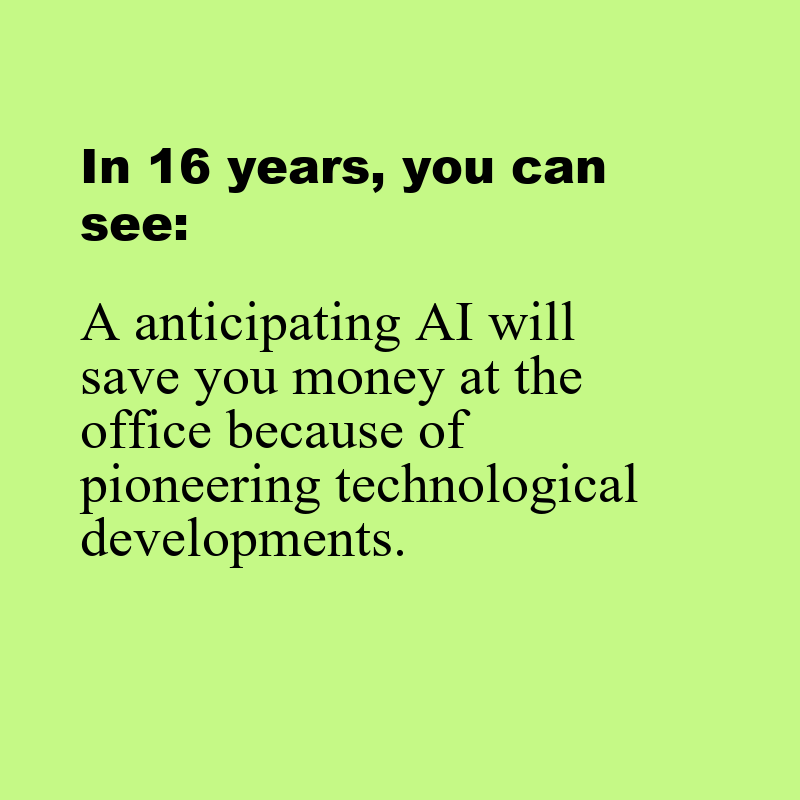 In 16 years, you can
see:
A anticipating AI will
save you money at the
office because of
pioneering technological
developments.